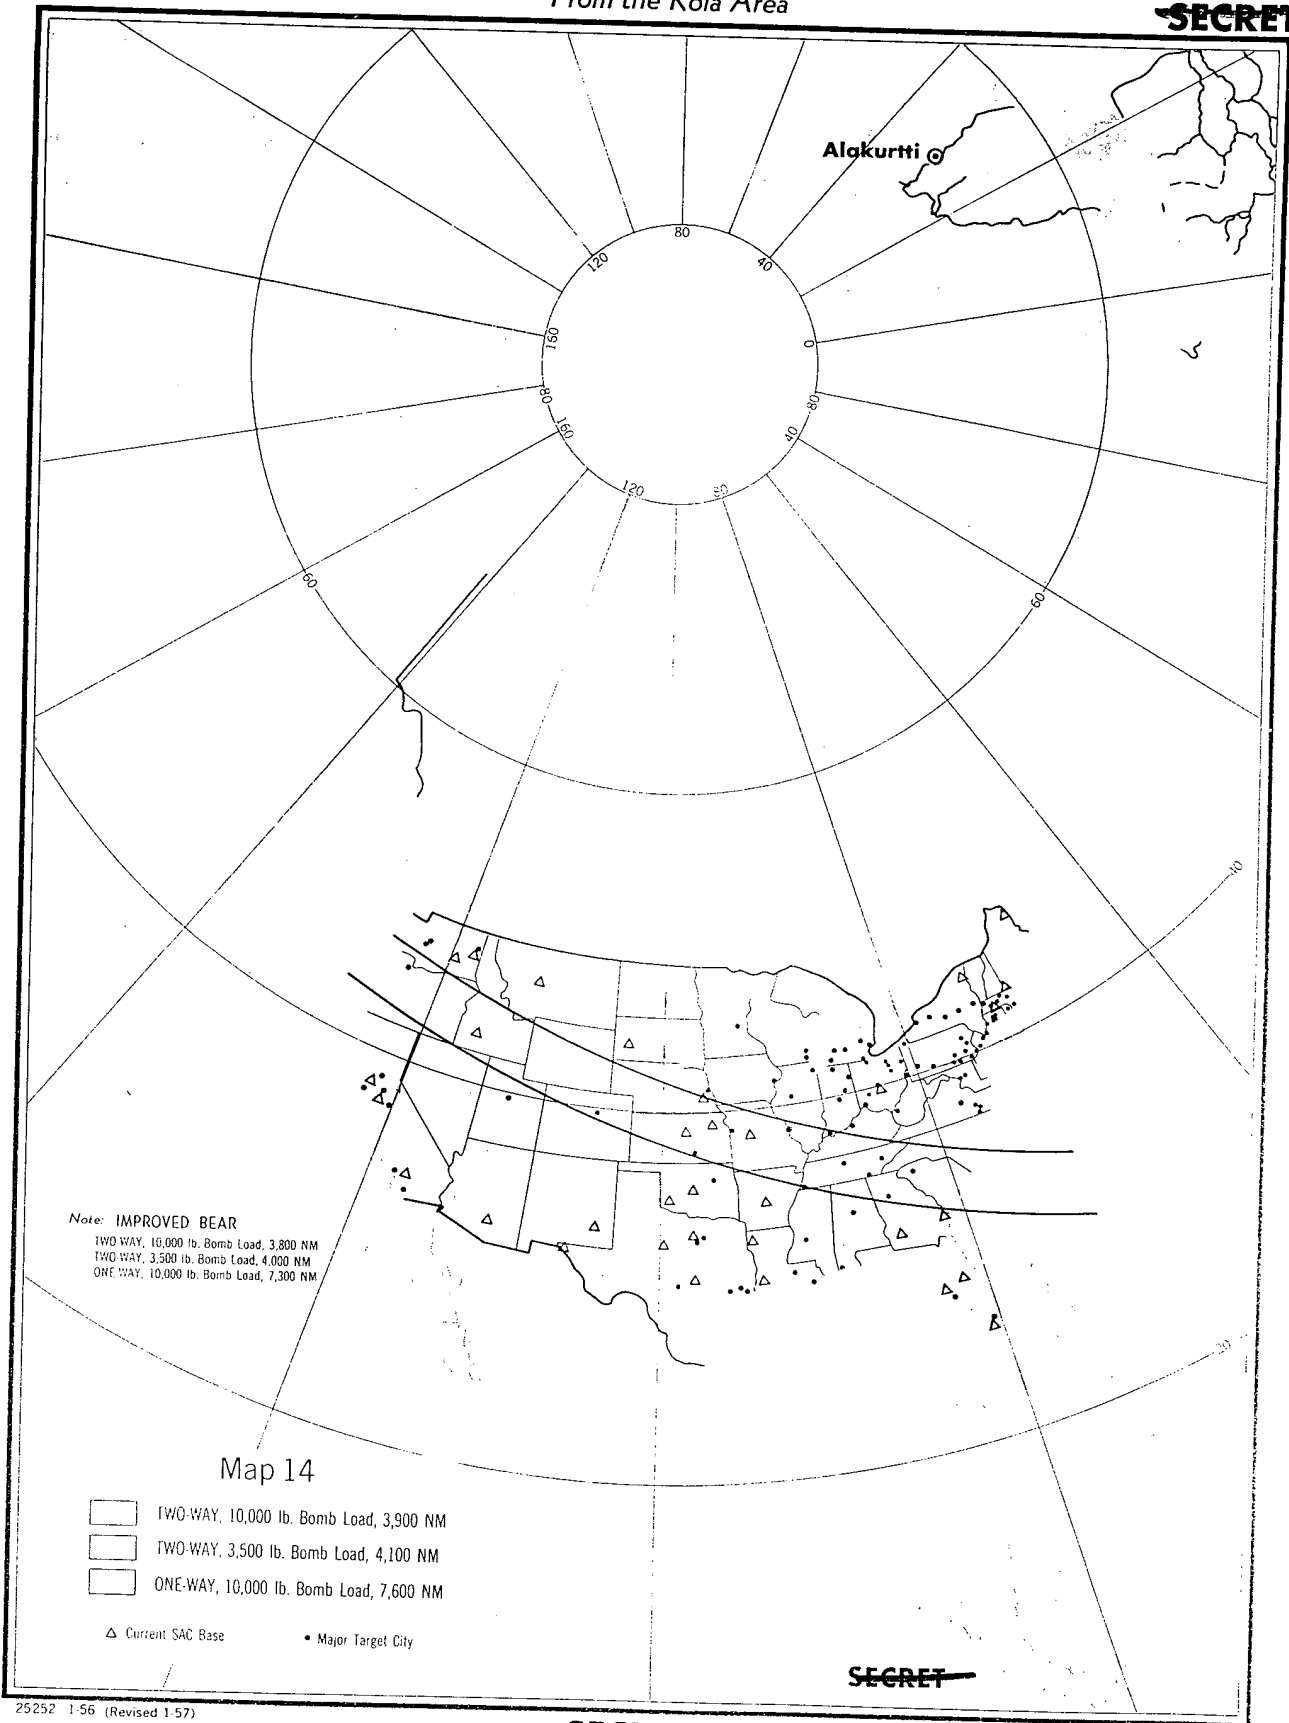 From the Kola Area
SECRET
Alakurtti
80
120
40
160
0
80
80
160
40
120
80
60
60
40
Note: IMPROVED BEAR
TWO WAY, 10,000 lb. Bomb Load, 3,800 NM
TWO-WAY, 3,500 lb. Bomb Load, 4,000 NM
ONE WAY, 10,000 lb. Bomb Load, 7,300 NM
20
Map 14
TWO-WAY, 10,000 lb. Bomb Load, 3,900 NM
TWO-WAY, 3,500 lb. Bomb Load, 4,100 NM
ONE-WAY, 10,000 lb. Bomb Load, 7,600 NM
Current SAC Base
Major Target City
SECRET
25252 1-56 (Revised 1-57)